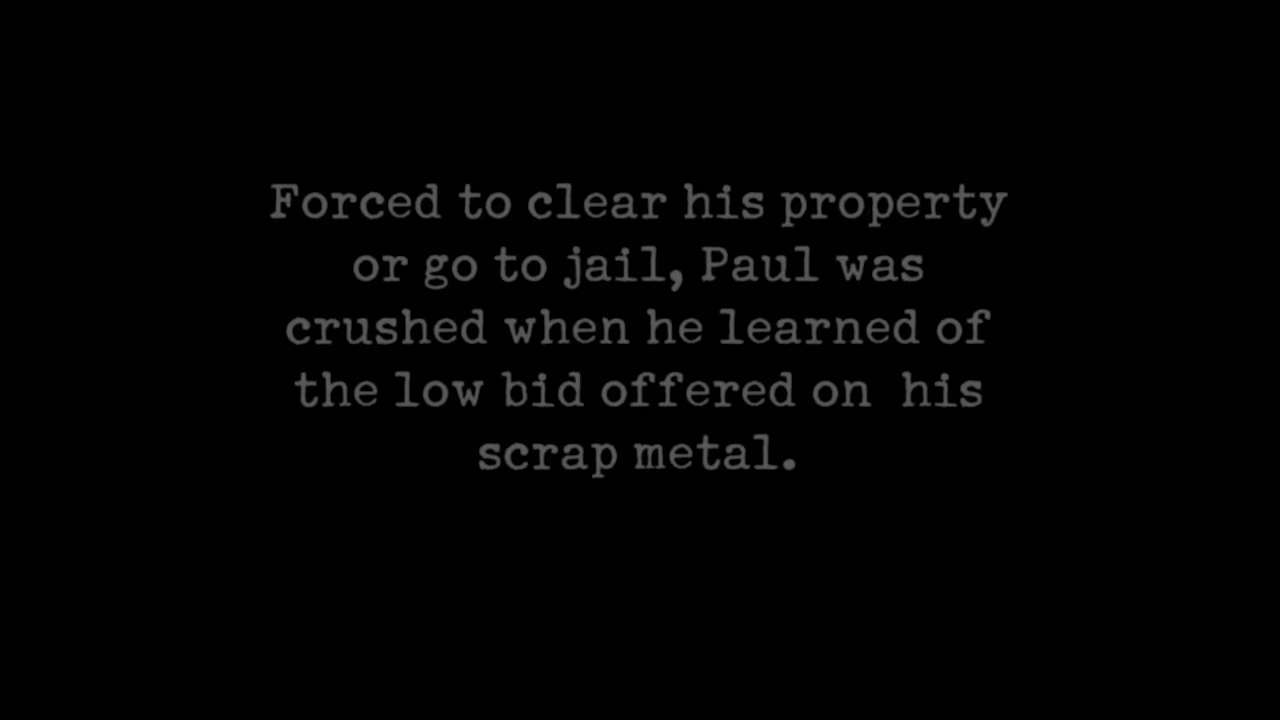 Forced to clear his property
or go to jail, Paul was
crushed when he learned of
the low bid offered on  his
scrap metal.